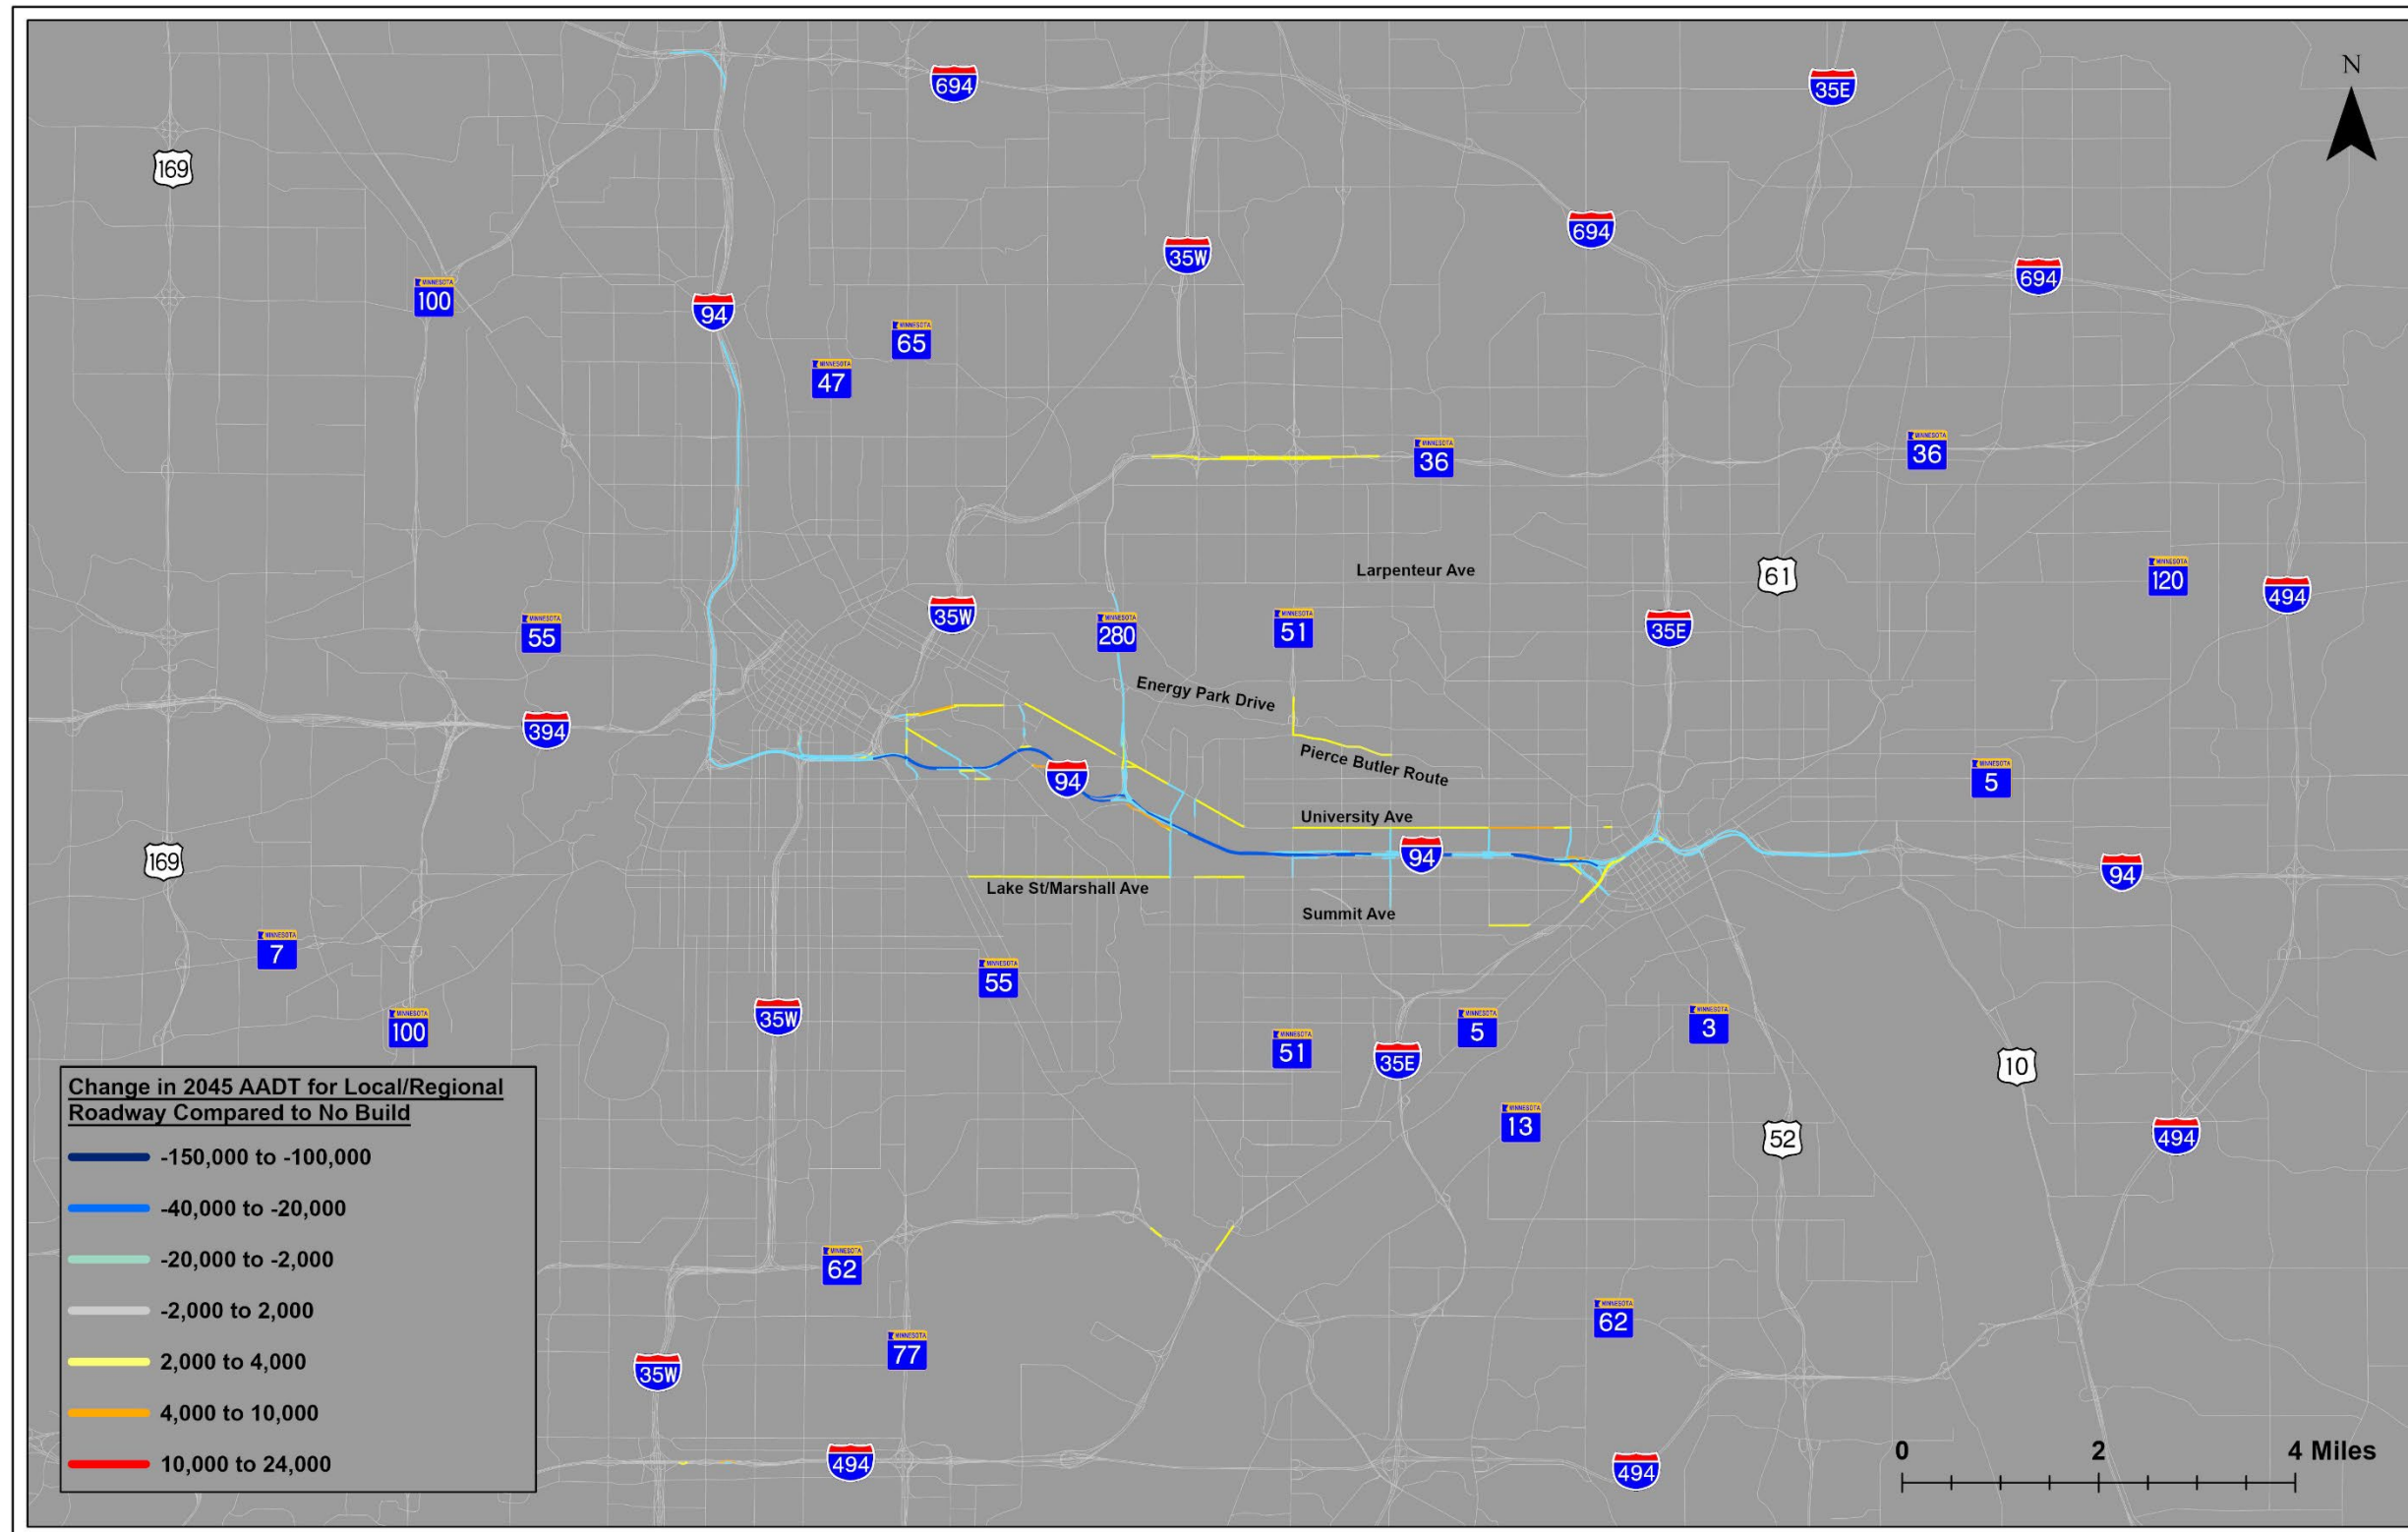 N
694
35E
169
35W
694
694
100
94
65
47
36
36
Larpenteur Ave
61
120
494
55
35W
280
51
35E
Energy Park Drive
394
Pierce Butler Route
94
5
University Ave
94
169
94
Lake St/Marshall Ave
Summit Ave
7
55
100
35W
51
35E
5
3
10
Change in 2045 AADT for Local/Regional
Roadway Compared to No Build
-150,000 to -100,000
-40,000 to -20,000
-20,000 to -2,000
-2,000 to 2,000
2,000 to 4,000
4,000 to 10,000
10,000 to 24,000
13
52
494
62
62
77
35W
494
494
0 2 4 Miles